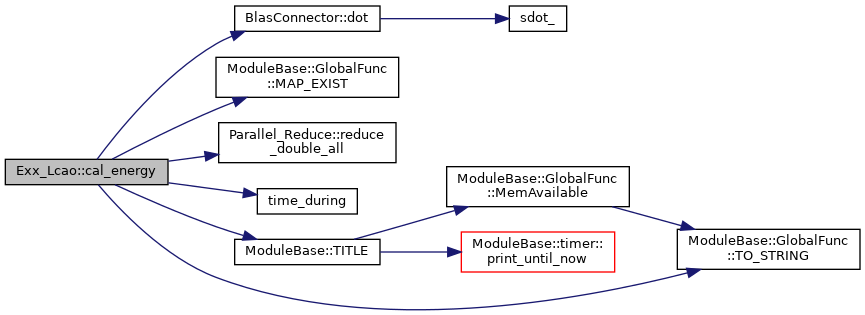 Exx_Lcao::cal_energy
BlasConnector::dot
sdot_
ModuleBase::GlobalFunc
::MAP_EXIST
Parallel_Reduce::reduce
_double_all
time_during
ModuleBase::TITLE
ModuleBase::GlobalFunc
::MemAvailable
ModuleBase::timer::
print_until_now
ModuleBase::GlobalFunc
::TO_STRING